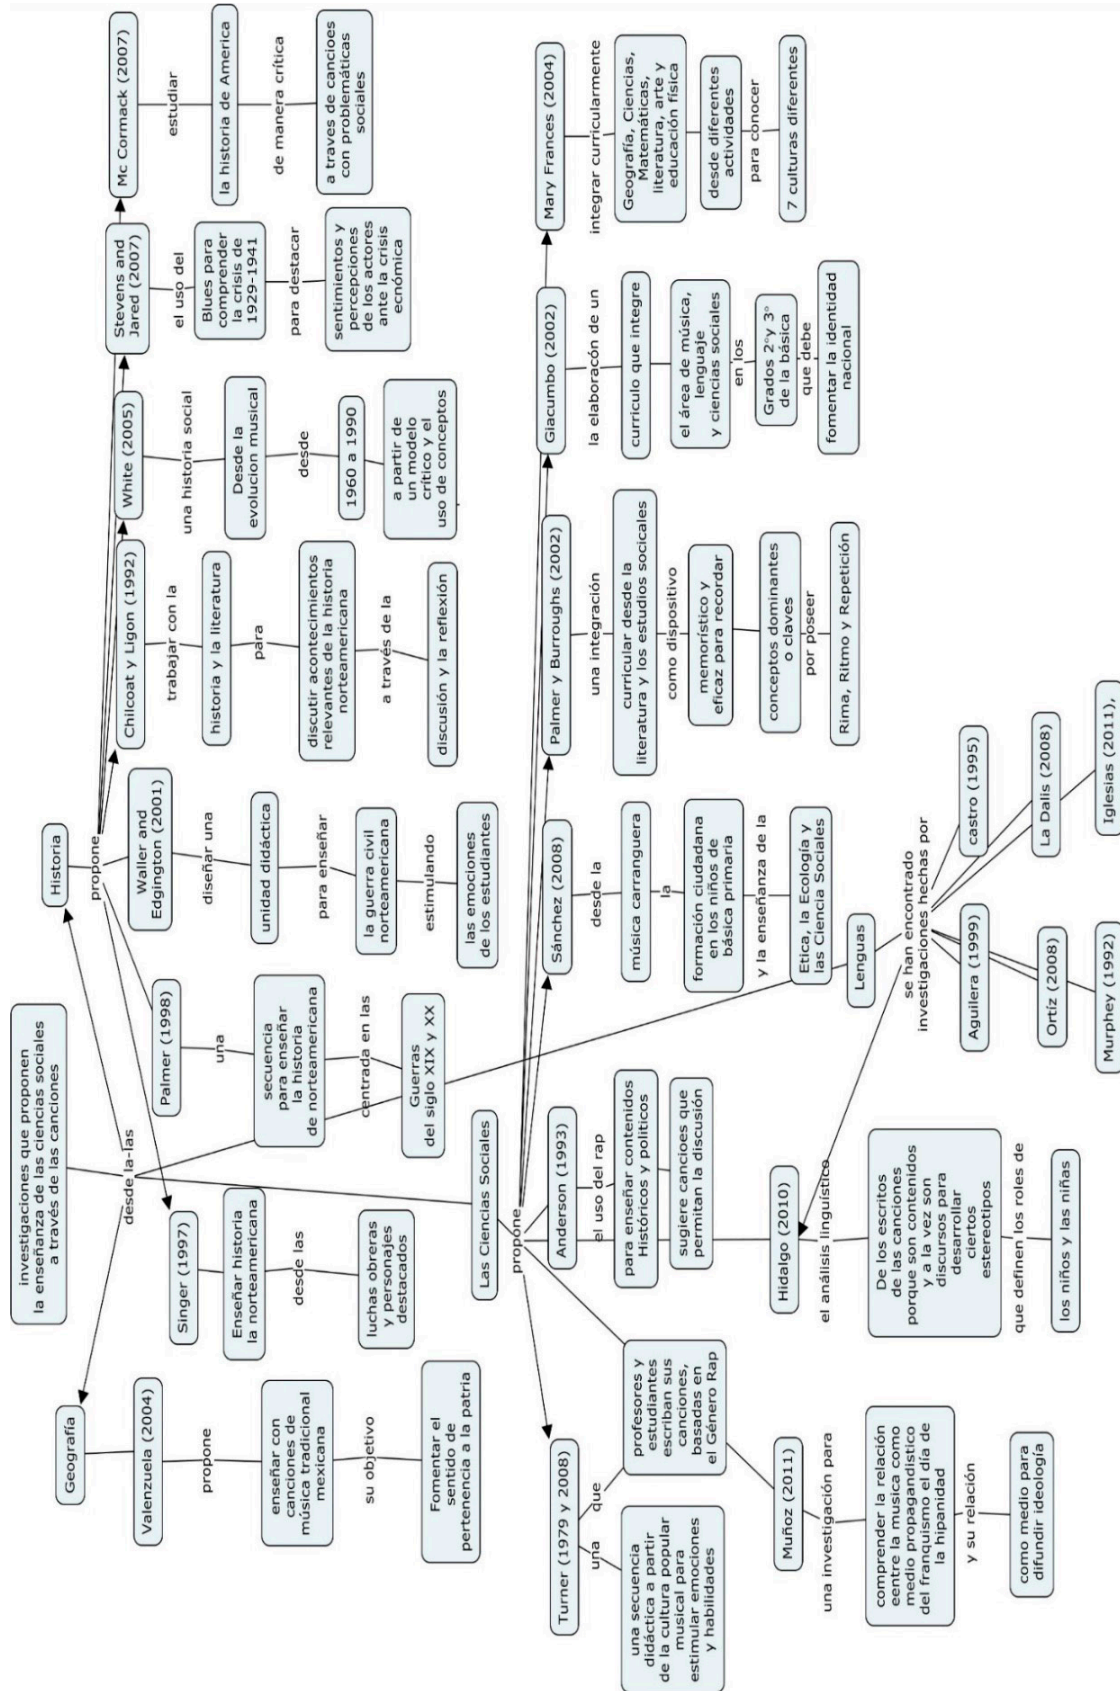 investigaciones que proponen
la enseñanza de las ciencias sociales
a través de las canciones
desde la-las
Geografía
Valenzuela (2004)
propone
enseñar con
canciones de
música tradicional
mexicana
su objetivo
Fomentar el
sentido de
pertenencia a la patria
Historia
propone
Singer (1997)
Enseñar historia
la norteamericana
desde las
luchas obreras
y personajes
destacados
Palmer (1998)
una
secuencia
para enseñar
la historia
de norteamericana
centrada en las
Guerras
del siglo XIX y XX
Waller and
Edgington (2001)
diseñar una
unidad didáctica
para enseñar
la guerra civil
norteamericana
estimulando
las emociones
de los estudiantes
Chilcoat y Ligon (1992)
trabajar con la
historia y la literatura
para
discutir acontecimientos
relevantes de la historia
norteamericana
a través de la
discusión y la reflexión
White (2005)
una historia social
Desde la
evolucion musical
desde
1960 a 1990
a partir de
un modelo
crítico y el
uso de conceptos
Stevens and
Jared (2007)
el uso del
Blues para
comprender
la crisis de
1929-1941
para destacar
sentimientos y
percepciones
de los actores
ante la crisis
ecnómica
Mc Cormack (2007)
estudiar
la historia de America
de manera crítica
a traves de cancioes
con problemáticas
sociales
Las Ciencias Sociales
propone
Turner (1979 y 2008)
una
una secuencia
didáctica a partir
de la cultura popular
musical para
estimular emociones
y habilidades
que
profesores y
estudiantes
escriban sus
canciones,
basadas en
el Género Rap
Muñoz (2011)
una investigación para
comprender la relación
eentre la musica como
medio propagandistico
del franquismo el día de
la hipanidad
y su relación
como medio para
difundir ideología
Anderson (1993)
el uso del rap
para enseñar contenidos
Históricos y politicos
sugiere cancioes que
permitan la discusión
Hidalgo (2010)
el análisis linguístico
De los escritos
de las canciones
porque son contenidos
y a la vez son
discursos para
desarrollar
ciertos
estereotipos
que definen los roles de
los niños y las niñas
Sánchez (2008)
desde la
música carranguera
la
formación ciudadana
en los niños de
básica primaria
y la enseñanza de la
Etica, la Ecología y
las Ciencia Sociales
Palmer y Burroughs (2002)
una integración
curricular desde la
literatura y los estudios socicales
como dispositivo
memorístico y
eficaz para recordar
conceptos dominantes
o claves
por poseer
Rima, Ritmo y Repetición
Giacumbo (2002)
la elaboracón de un
curriculo que integre
el área de música,
lenguaje
y ciencias sociales
en los
Grados 2°y 3°
de la básica
que debe
fomentar la identidad
nacional
Mary Frances (2004)
integrar curricularmente
Geografía, Ciencias,
Matemáticas,
literatura, arte y
educación física
desde diferentes
actividades
para conocer
7 culturas diferentes
Lenguas
se han encontrado
investigaciones hechas por
Aguilera (1999)
Ortíz (2008)
Murphey (1992)
castro (1995)
La Dalis (2008)
Iglesias (2011),